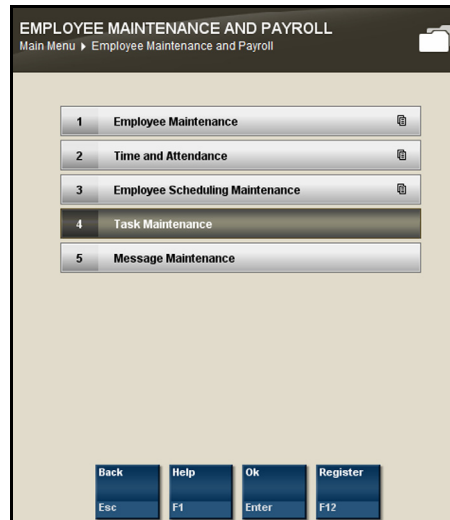 EMPLOYEE MAINTENANCE AND PAYROLL
Main Menu ▸ Employee Maintenance and Payroll
1 Employee Maintenance
2 Time and Attendance
3 Employee Scheduling Maintenance
4 Task Maintenance
5 Message Maintenance
Back Help Ok Register
Esc F1 Enter F12